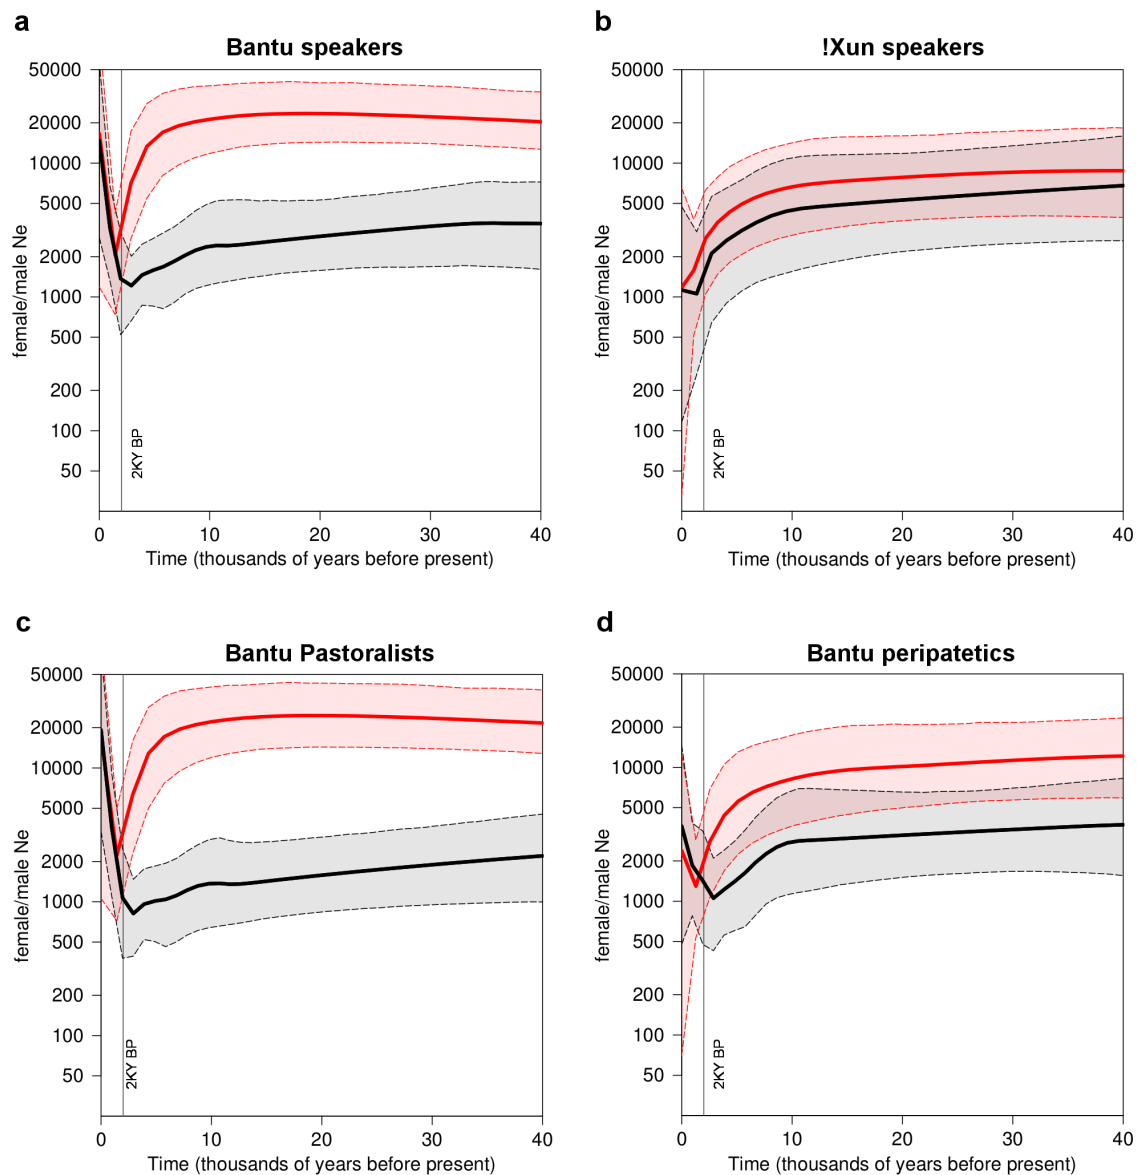 a
Bantu speakers
50000
20000
10000
5000
2000
1000
500
200
100
50
female/male Ne
2KY BP
0 10 20 30 40
Time (thousands of years before present)
b
!Xun speakers
50000
20000
10000
5000
2000
1000
500
200
100
50
female/male Ne
2KY BP
0 10 20 30 40
Time (thousands of years before present)
c
Bantu Pastoralists
50000
20000
10000
5000
2000
1000
500
200
100
50
female/male Ne
2KY BP
0 10 20 30 40
Time (thousands of years before present)
d
Bantu peripatetics
50000
20000
10000
5000
2000
1000
500
200
100
50
female/male Ne
2KY BP
0 10 20 30 40
Time (thousands of years before present)